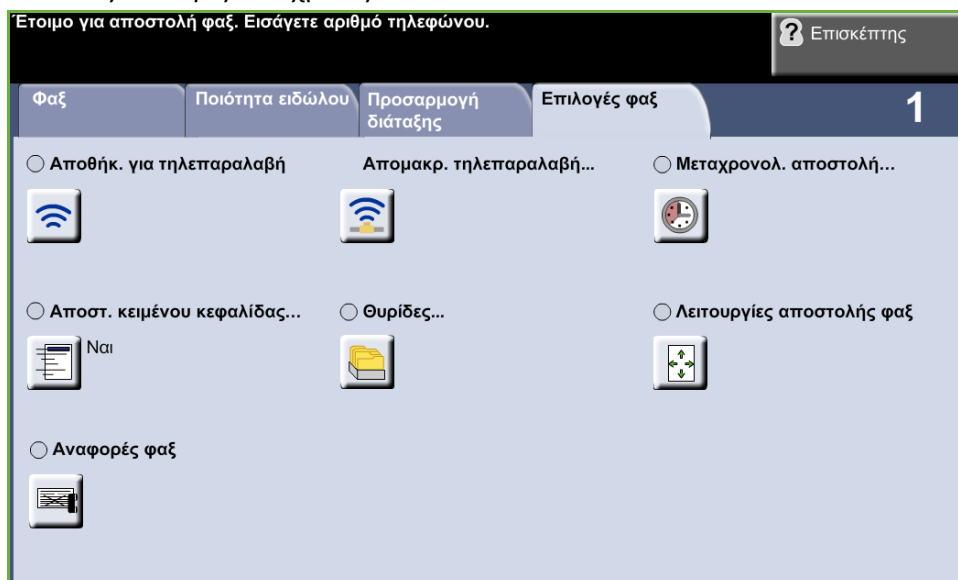 Έτοιμο για αποστολή φαξ. Εισάγετε αριθμό τηλεφώνου.
? Επισκέπτης
Φαξ
Ποιότητα ειδώλου
Προσαρμογή
διάταξης
Επιλογές φαξ
1
Αποθήκ. για τηλεπαραλαβή
Απομακρ. τηλεπαραλαβή...
Μεταχρονολ. αποστολή...
Αποστ. κειμένου κεφαλίδας...
Ναι
Θυρίδες...
Λειτουργίες αποστολής φαξ
Αναφορές φαξ